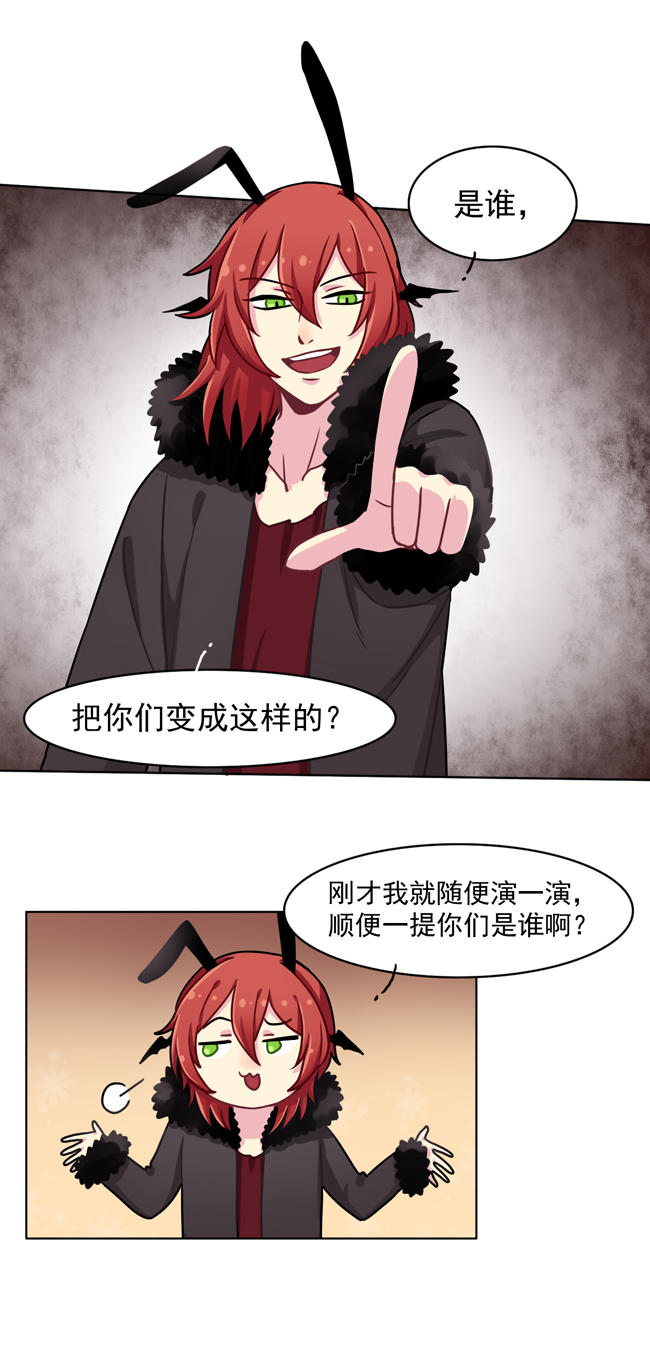 是谁，
把你们变成这样的？
刚才我就随便演一演，
顺便一提你们是谁啊？